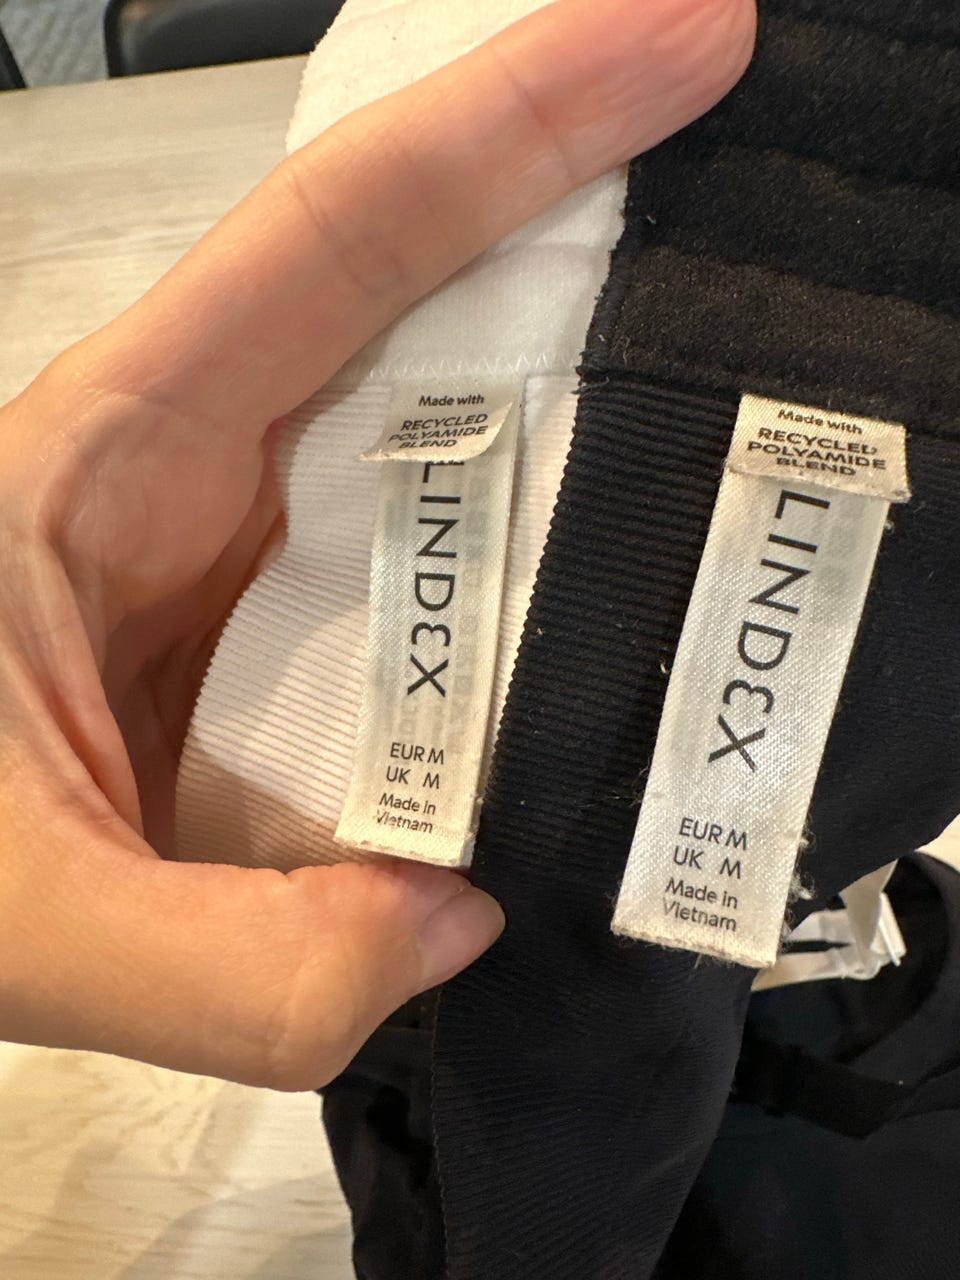 Made with
RECYCLED
POLYAMIDE
BLEND
LINDEX
EUR M
UK M
Made in
Vietnam
Made with
RECYCLED
POLYAMIDE
BLEND
LINDEX
EUR M
UK M
Made in
Vietnam